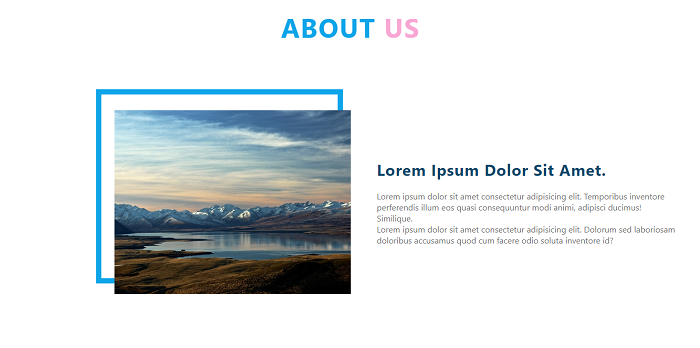 ABOUT US
Lorem Ipsum Dolor Sit Amet.
Lorem ipsum dolor sit amet consectetur adipisicing elit. Temporibus inventore
perferendis illum eos quasi consequuntur modi animi, adipisci ducimus!
Similique.
Lorem ipsum dolor sit amet consectetur adipisicing elit. Dolorum sed laboriosam
doloribus accusamus quod cum facere odio soluta inventore id?